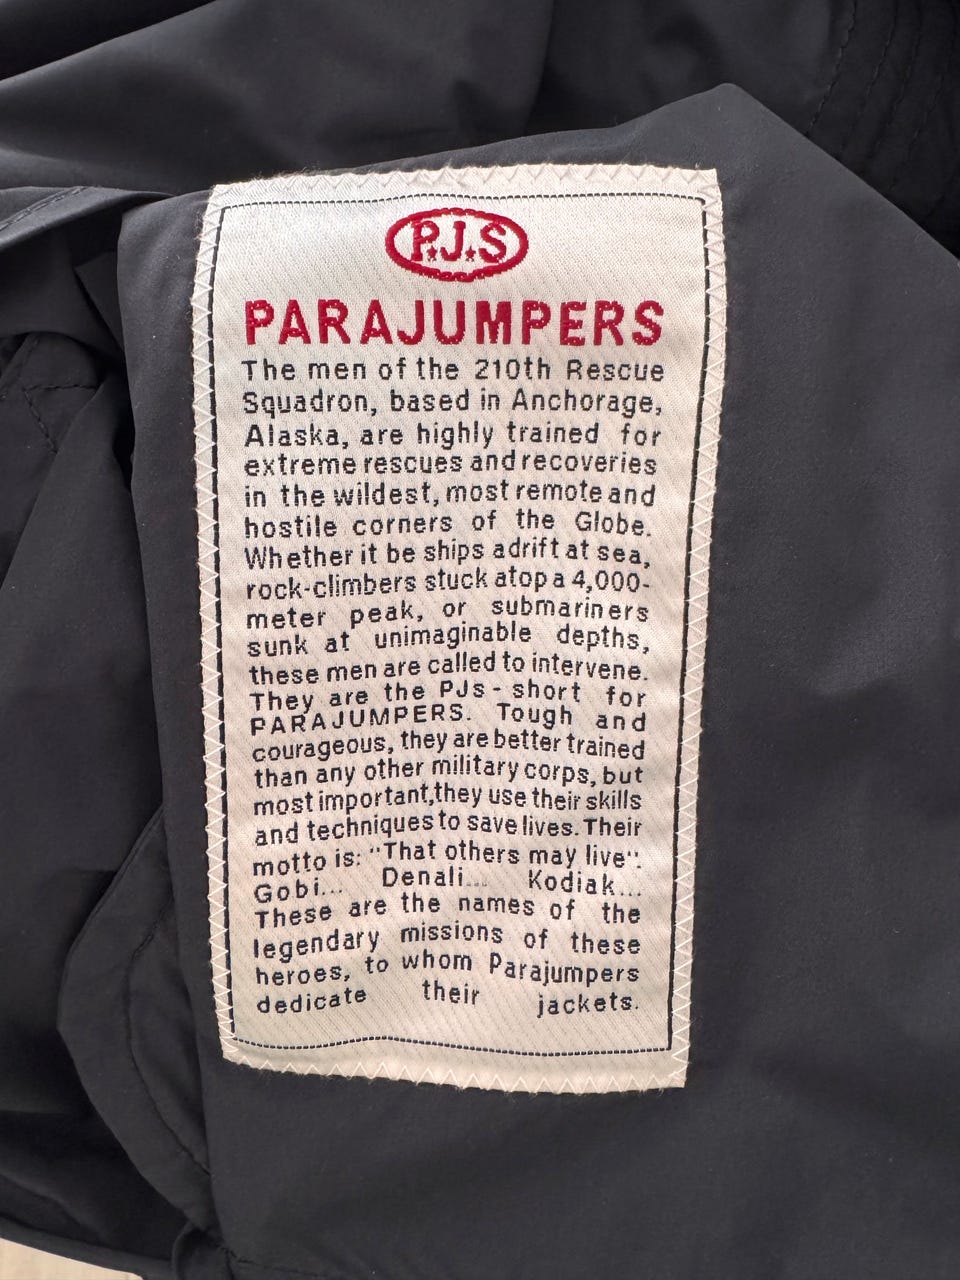 P.J.S
PARAJUMPERS
The men of the 210th Rescue
Squadron, based in Anchorage,
Alaska, are highly trained for
extreme rescues and recoveries
in the wildest, most remote and
hostile corners of the Globe.
Whether it be ships adrift at sea,
rock-climbers stuck atop a 4,000-
meter peak, or submariners
sunk at unimaginable depths,
these men are called to intervene.
They are the PJs - short for
PARAJUMPERS. Tough and
courageous, they are better trained
than any other military corps, but
most important,they use their skills
and techniques to save lives. Their
motto is: "That others may live".
Gobi... Denali... Kodiak...
These are the names of the
legendary missions of these
heroes, to whom Parajumpers
dedicate their jackets.